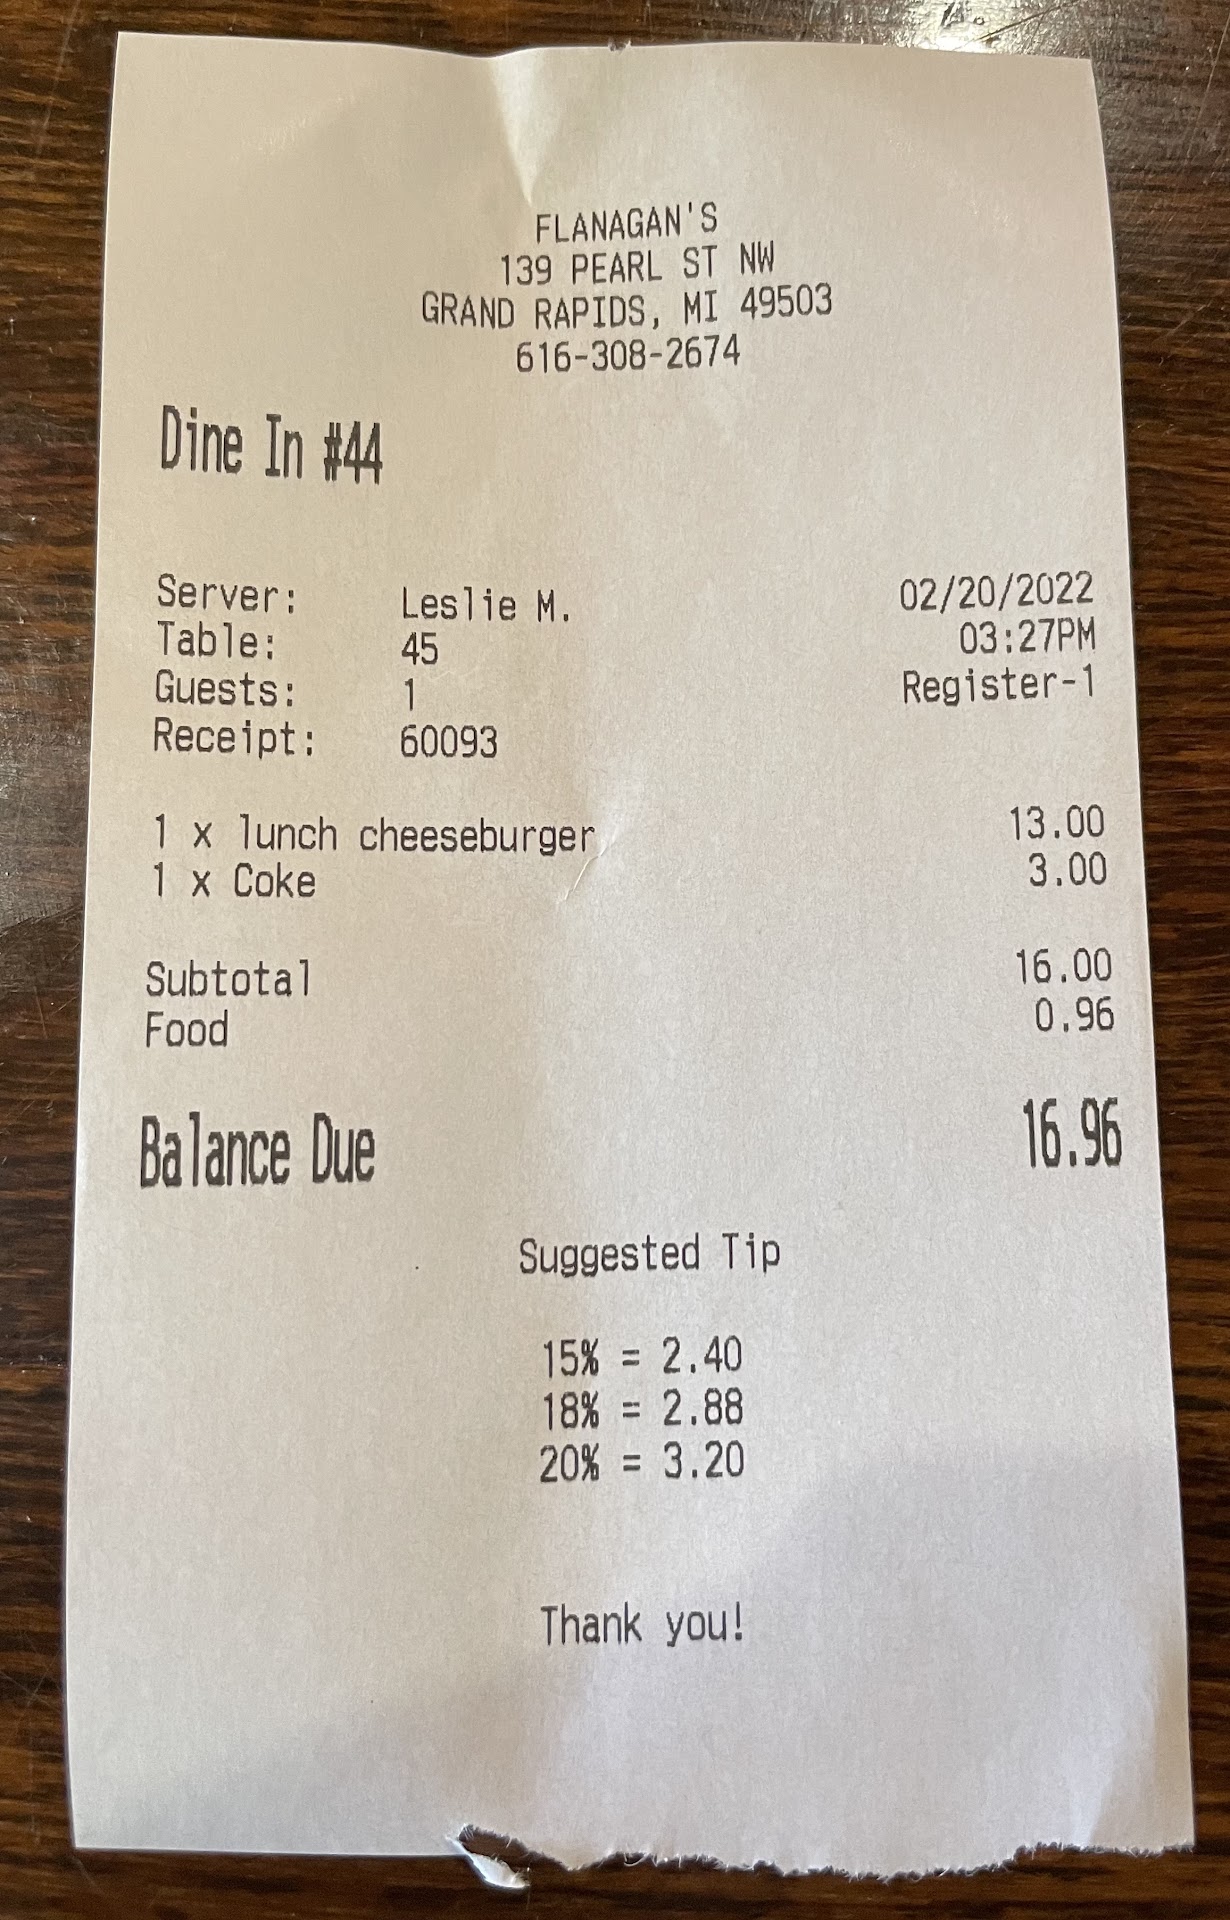 FLANAGAN'S
139 PEARL ST NW
GRAND RAPIDS, MI 49503
616-308-2674
Dine In #44
Server: Leslie M. 02/20/2022
Table: 45 03:27PM
Guests: 1 Register-1
Receipt: 60093
1 x lunch cheeseburger 13.00
1 x Coke 3.00
Subtotal 16.00
Food 0.96
Balance Due 16.96
Suggested Tip
15% = 2.40
18% = 2.88
20% = 3.20
Thank you!